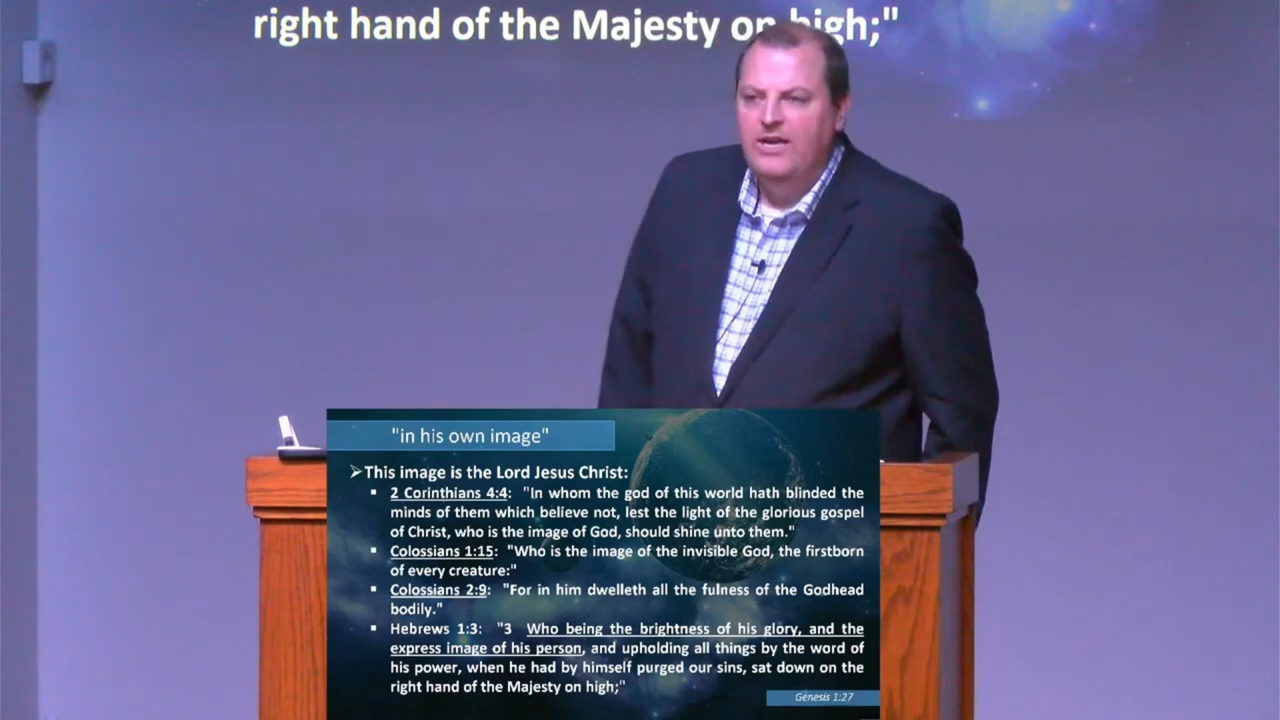 right hand of the Majesty on high;"
"in his own image"
➢This image is the Lord Jesus Christ:
▪ 2 Corinthians 4:4: "In whom the god of this world hath blinded the
minds of them which believe not, lest the light of the glorious gospel
of Christ, who is the image of God, should shine unto them."
▪ Colossians 1:15: "Who is the image of the invisible God, the firstborn
of every creature:"
▪ Colossians 2:9: "For in him dwelleth all the fulness of the Godhead
bodily."
▪ Hebrews 1:3: "3 Who being the brightness of his glory, and the
express image of his person, and upholding all things by the word of
his power, when he had by himself purged our sins, sat down on the
right hand of the Majesty on high;"
Genesis 1:27